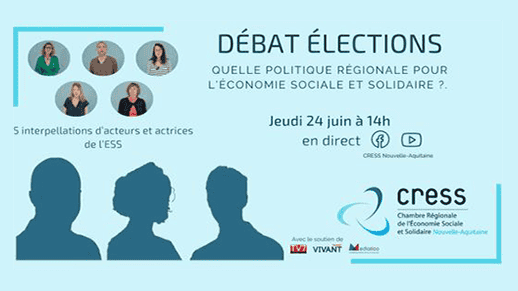 DÉBAT ÉLECTIONS
QUELLE POLITIQUE RÉGIONALE POUR
L'ÉCONOMIE SOCIALE ET SOLIDAIRE ?.
5 interpellations d'acteurs et actrices
de l'ESS
Jeudi 24 juin à 14h
en direct
CRESS Nouvelle-Aquitaine
cress
Chambre Régionale
de l'Économie Sociale
et Solidaire Nouvelle-Aquitaine
Avec le soutien de
TV7
VIVANT